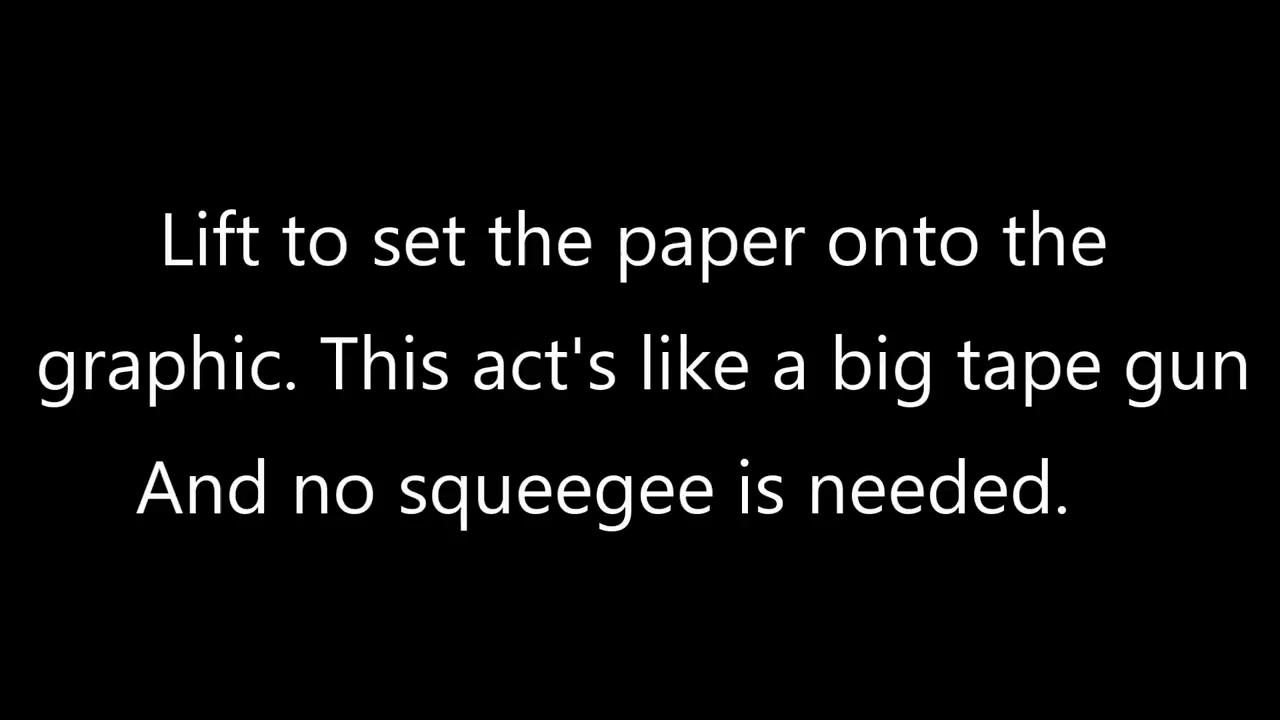 Lift to set the paper onto the
graphic. This act's like a big tape gun
And no squeegee is needed.